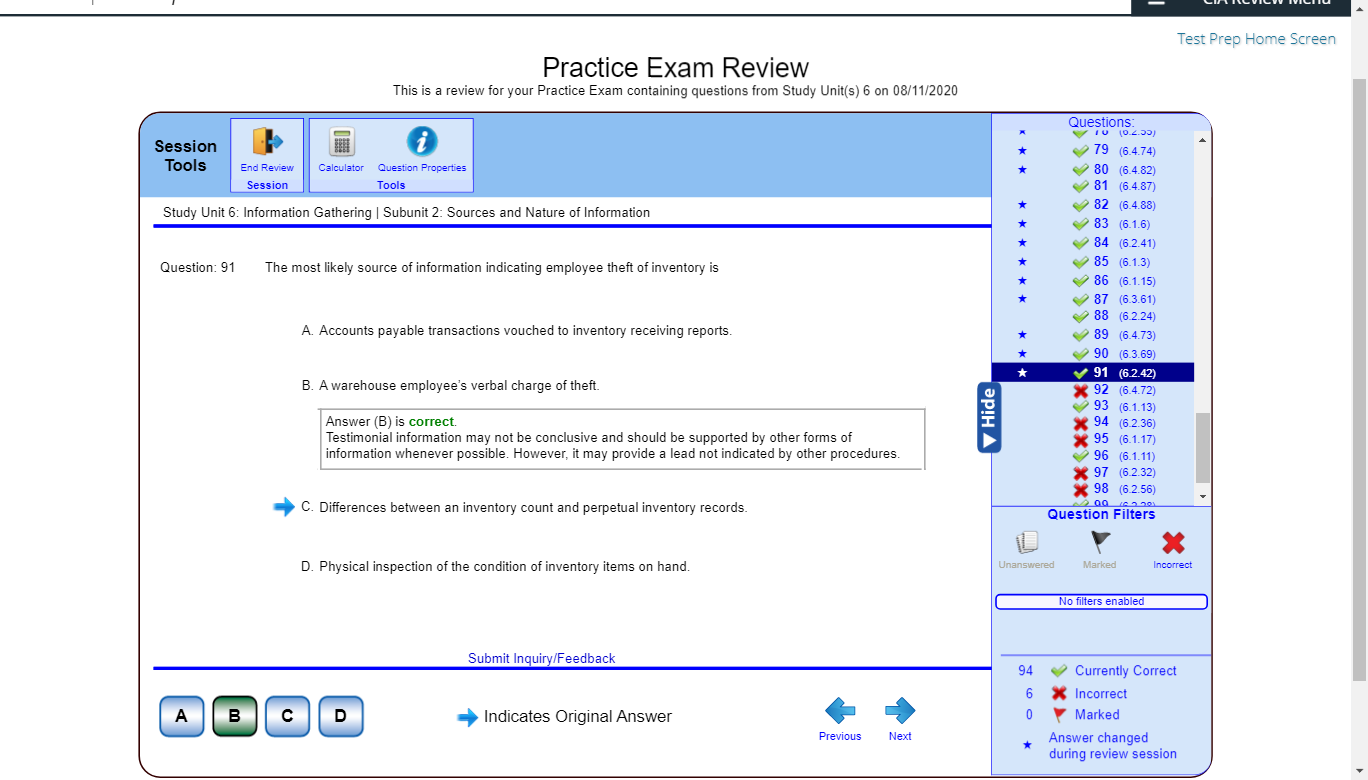 CIA Review Menu
Test Prep Home Screen
Practice Exam Review
This is a review for your Practice Exam containing questions from Study Unit(s) 6 on 08/11/2020
Session Tools
End Review
Session
Calculator
Question Properties
Tools
Study Unit 6: Information Gathering | Subunit 2: Sources and Nature of Information
Question: 91 The most likely source of information indicating employee theft of inventory is
A. Accounts payable transactions vouched to inventory receiving reports.
B. A warehouse employee's verbal charge of theft.
Answer (B) is correct.
Testimonial information may not be conclusive and should be supported by other forms of
information whenever possible. However, it may provide a lead not indicated by other procedures.
C. Differences between an inventory count and perpetual inventory records.
D. Physical inspection of the condition of inventory items on hand.
Submit Inquiry/Feedback
A B C D
Indicates Original Answer
Previous
Next
Hide
Questions:
78 (6.2.55)
79 (6.4.74)
80 (6.4.82)
81 (6.4.87)
82 (6.4.88)
83 (6.1.6)
84 (6.2.41)
85 (6.1.3)
86 (6.1.15)
87 (6.3.61)
88 (6.2.24)
89 (6.4.73)
90 (6.3.69)
91 (6.2.42)
92 (6.4.72)
93 (6.1.13)
94 (6.2.36)
95 (6.1.17)
96 (6.1.11)
97 (6.2.32)
98 (6.2.56)
99
Question Filters
Unanswered
Marked
Incorrect
No filters enabled
94 Currently Correct
6 Incorrect
0 Marked
Answer changed
during review session